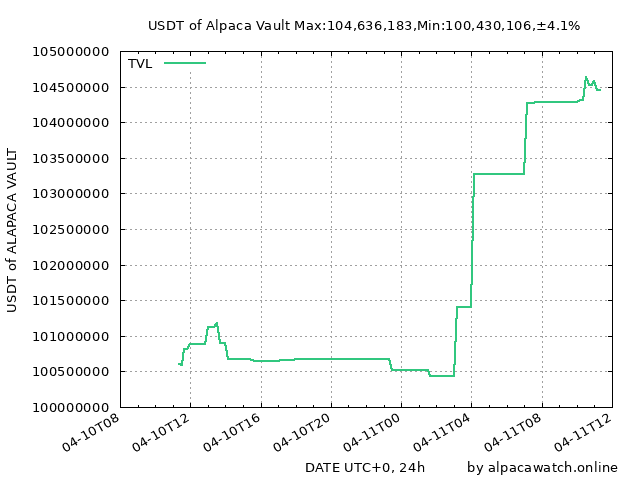 USDT of Alpaca Vault Max:104,636,183,Min:100,430,106,±4.1%
105000000
TVL
104500000
104000000
103500000
103000000
102500000
102000000
101500000
101000000
100500000
100000000
USDT of ALAPACA VAULT
04-10T08
04-10T12
04-10T16
04-10T20
04-11T00
04-11T04
04-11T08
04-11T12
DATE UTC+0, 24h
by alpacawatch.online